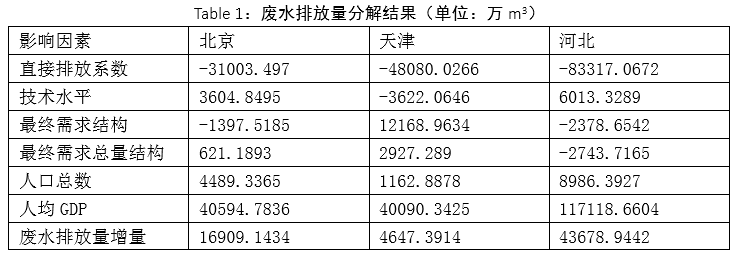 Table 1：废水排放量分解结果（单位：万 m³）
影响因素 北京 天津 河北
直接排放系数 -31003.497 -48080.0266 -83317.0672
技术水平 3604.8495 -3622.0646 6013.3289
最终需求结构 -1397.5185 12168.9634 -2378.6542
最终需求总量结构 621.1893 2927.289 -2743.7165
人口总数 4489.3365 1162.8878 8986.3927
人均 GDP 40594.7836 40090.3425 117118.6604
废水排放量增量 16909.1434 4647.3914 43678.9442